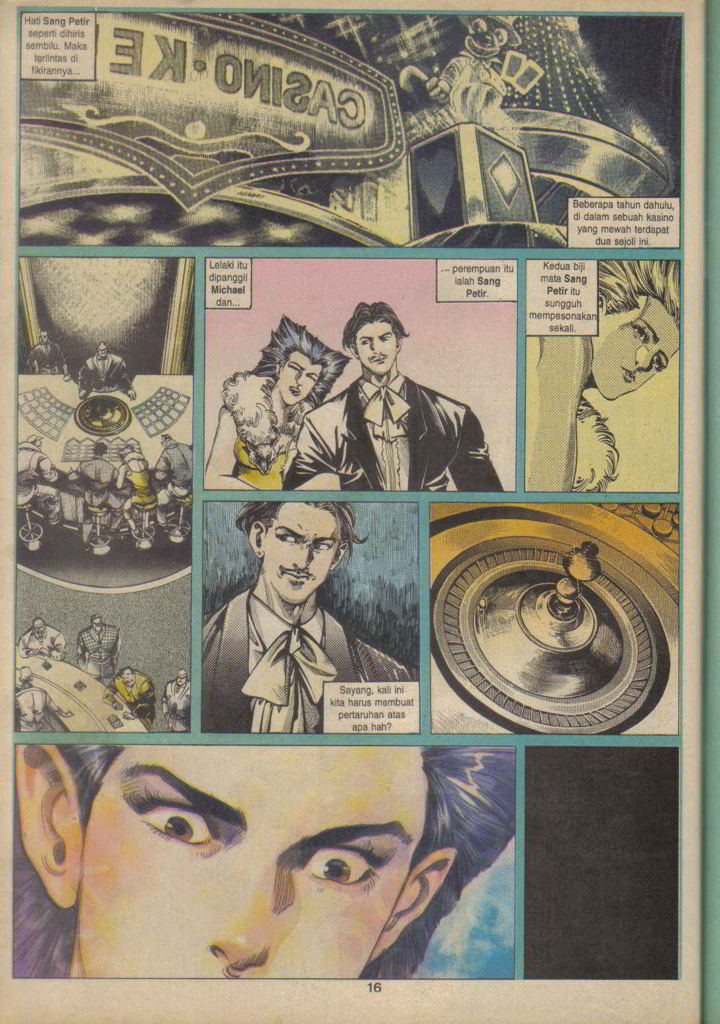 Hati Sang Petir
seperti dihiris
sembilu. Maka
terlintas di
fikirannya...
CASINO • KE
Beberapa tahun dahulu,
di dalam sebuah kasino
yang mewah terdapat
dua sejoli ini.
Lelaki itu
dipanggil
Michael
dan...
... perempuan itu
ialah Sang
Petir.
Kedua biji
mata Sang
Petir itu
sungguh
mempesonakan
sekali.
Sayang, kali ini
kita harus membuat
pertaruhan atas
apa hah?
16